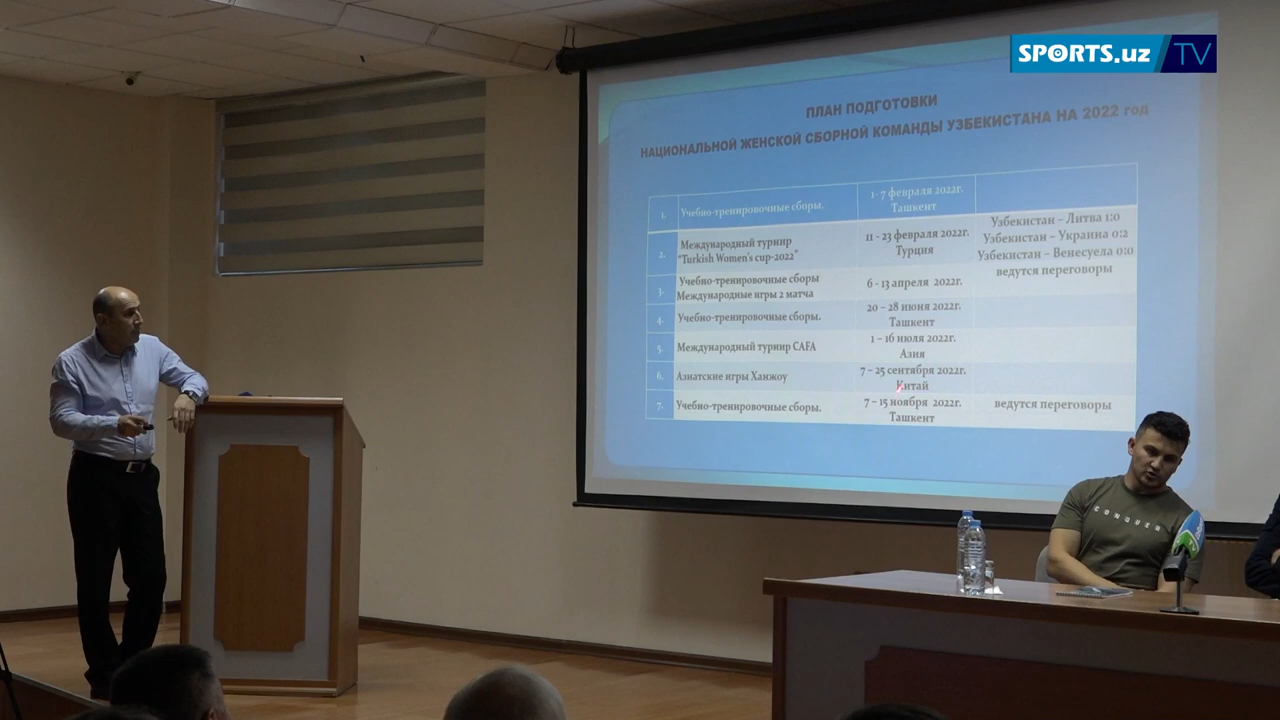 SPORTS.uz TV
ПЛАН ПОДГОТОВКИ
НАЦИОНАЛЬНОЙ ЖЕНСКОЙ СБОРНОЙ КОМАНДЫ УЗБЕКИСТАНА НА 2022 год
1. Учебно-тренировочные сборы. 1- 7 февраля 2022г.
Ташкент
2. Международный турнир
“Turkish Women's cup-2022”
11 - 23 февраля 2022г.
Турция
Узбекистан – Литва 1:0
Узбекистан – Украина 0:2
Узбекистан – Венесуела 0:0
3. Учебно-тренировочные сборы
Международные игры 2 матча
6 - 13 апреля 2022г.
ведутся переговоры
4. Учебно-тренировочные сборы.
20 – 28 июня 2022г.
Ташкент
5. Международный турнир CAFA
1 – 16 июля 2022г.
Азия
6. Азиатские игры Ханжоу
7 – 25 сентября 2022г.
Китай
7. Учебно-тренировочные сборы.
7 – 15 ноября 2022г.
Ташкент
ведутся переговоры
CONQUER